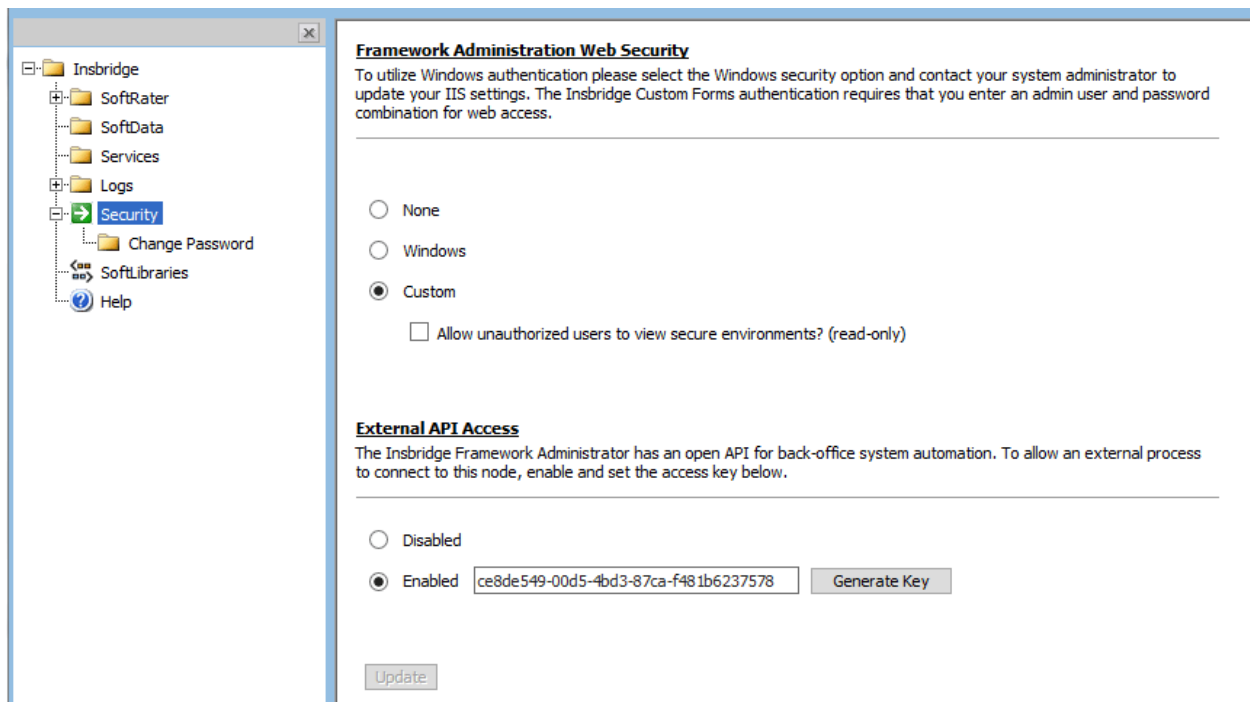 Insbridge
SoftRater
SoftData
Services
Logs
Security
Change Password
SoftLibraries
Help
Framework Administration Web Security
To utilize Windows authentication please select the Windows security option and contact your system administrator to
update your IIS settings. The Insbridge Custom Forms authentication requires that you enter an admin user and password
combination for web access.
None
Windows
Custom
Allow unauthorized users to view secure environments? (read-only)
External API Access
The Insbridge Framework Administrator has an open API for back-office system automation. To allow an external process
to connect to this node, enable and set the access key below.
Disabled
Enabled ce8de549-00d5-4bd3-87ca-f481b6237578 Generate Key
Update